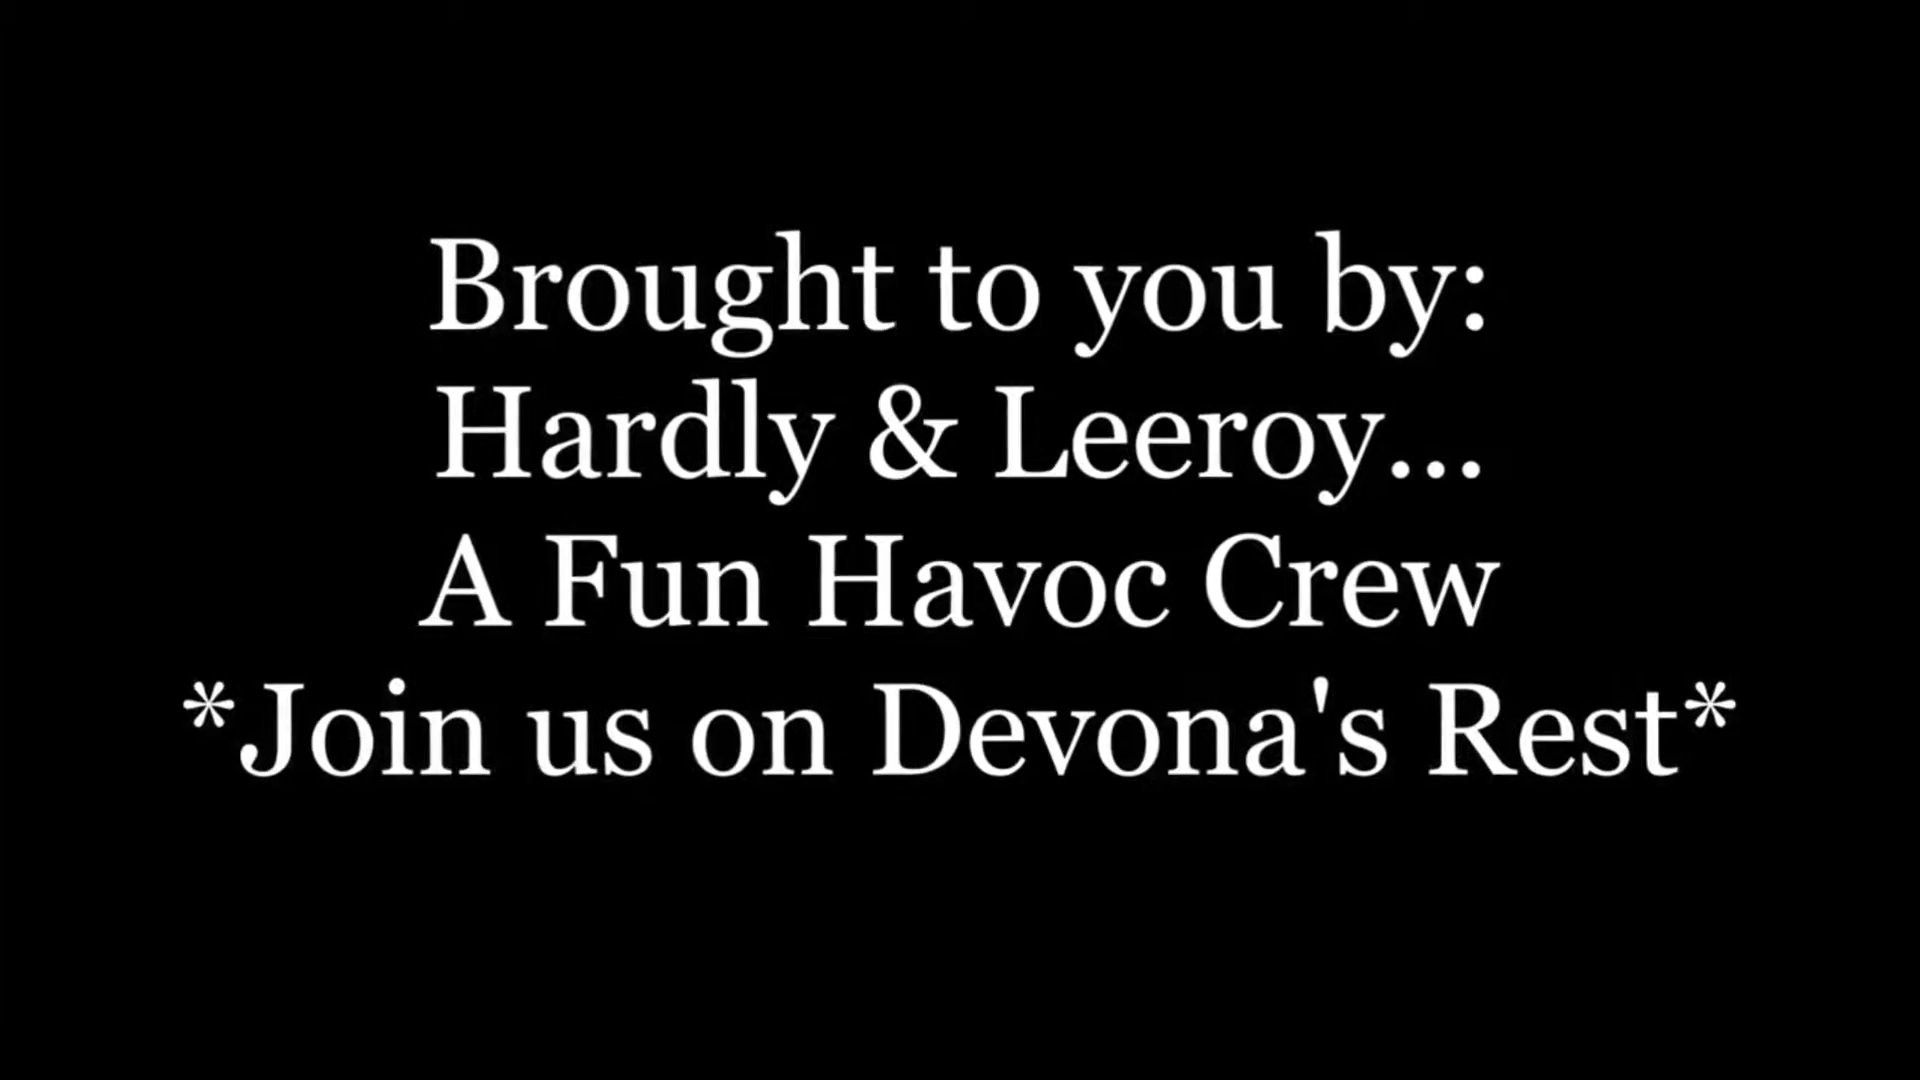 Brought to you by:
Hardly & Leeroy...
A Fun Havoc Crew
*Join us on Devona's Rest*